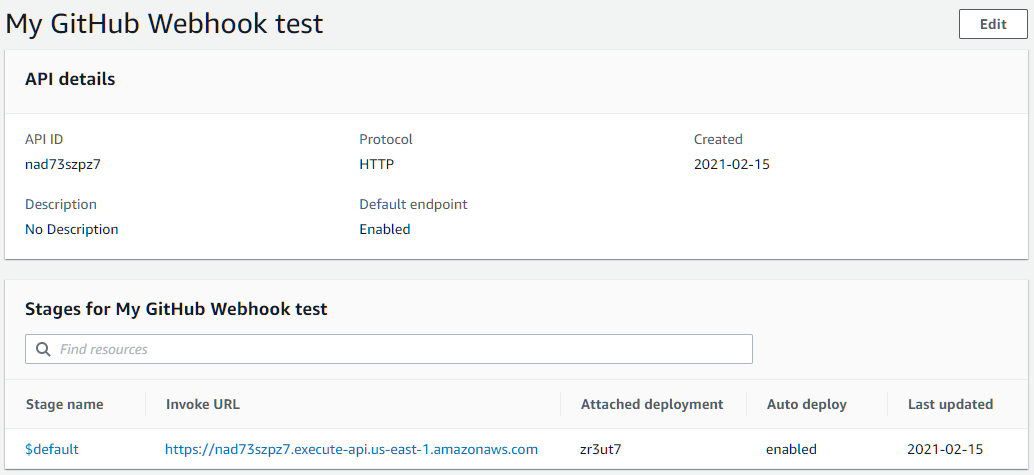 My GitHub Webhook test
Edit
API details
API ID
Protocol
Created
nad73szpz7
HTTP
2021-02-15
Description
Default endpoint
No Description
Enabled
Stages for My GitHub Webhook test
Find resources
Stage name
Invoke URL
Attached deployment
Auto deploy
Last updated
$default
https://nad73szpz7.execute-api.us-east-1.amazonaws.com
zr3ut7
enabled
2021-02-15